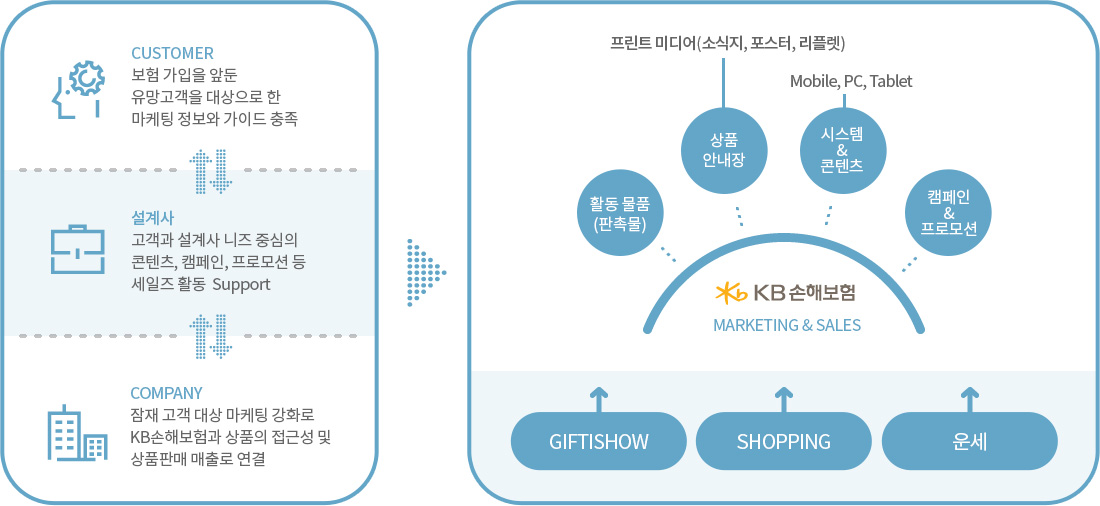 CUSTOMER
보험 가입을 앞둔
유망고객을 대상으로 한
마케팅 정보와 가이드 충족
설계사
고객과 설계사 니즈 중심의
콘텐츠, 캠페인, 프로모션 등
세일즈 활동 Support
COMPANY
잠재 고객 대상 마케팅 강화로
KB손해보험과 상품의 접근성 및
상품판매 매출로 연결
프린트 미디어(소식지, 포스터, 리플렛)
Mobile, PC, Tablet
상품
안내장
시스템
&
콘텐츠
활동 물품
(판촉물)
캠페인
&
프로모션
KB 손해보험
MARKETING & SALES
GIFTISHOW
SHOPPING
운세